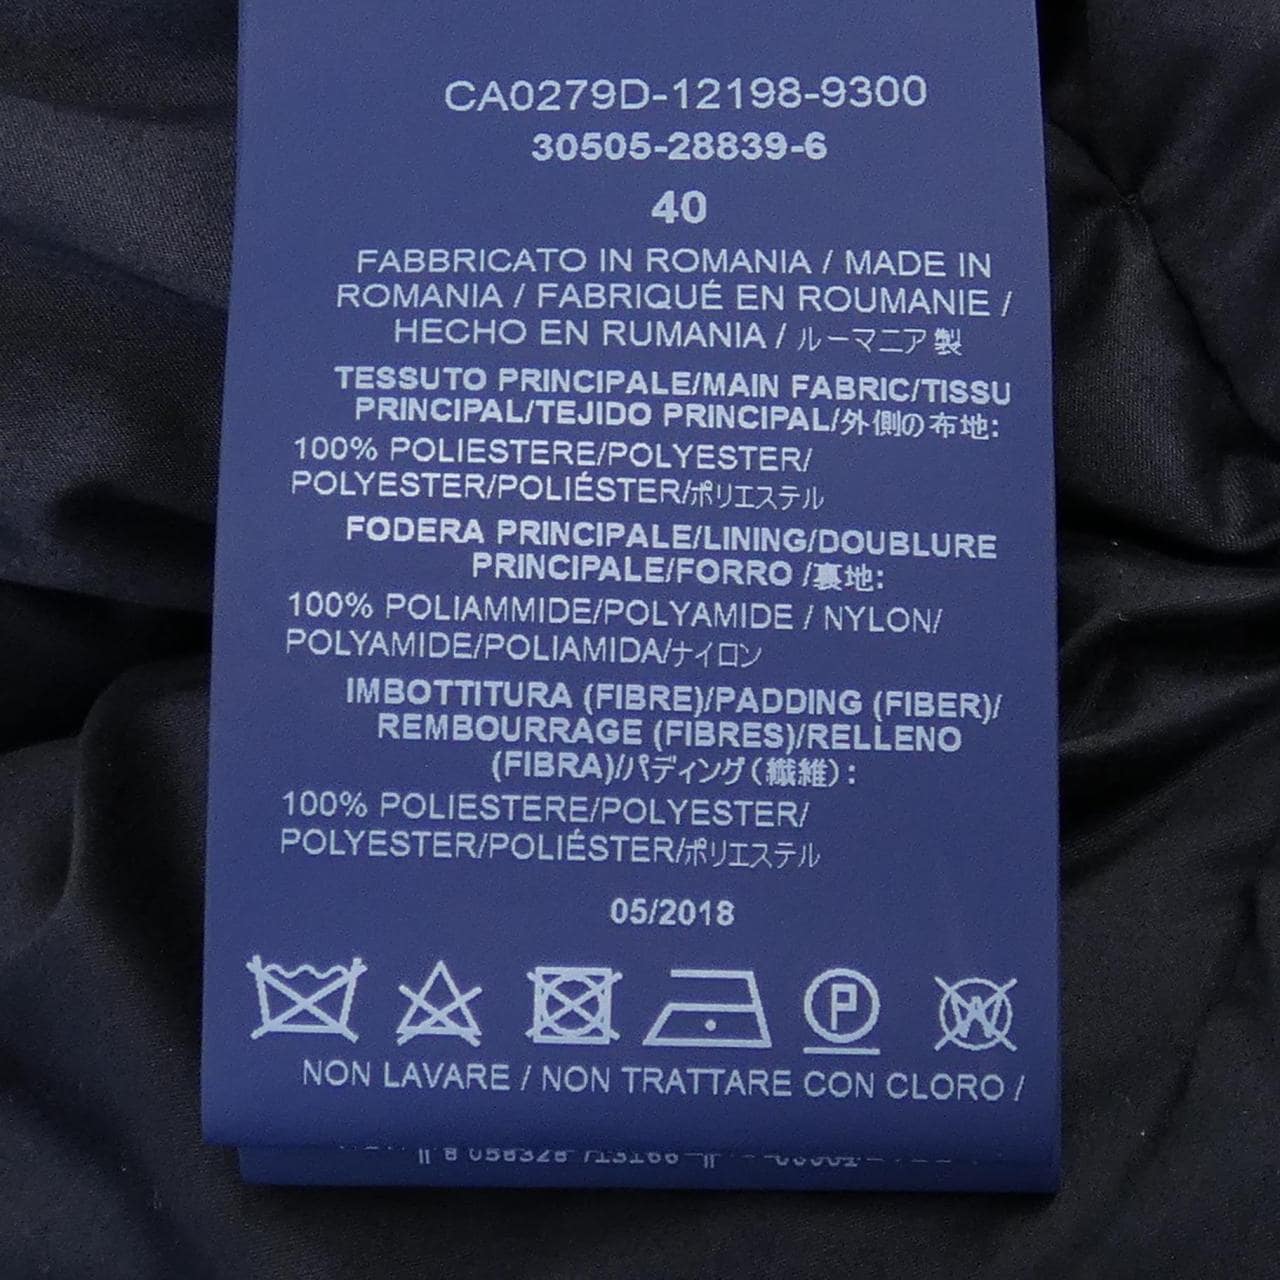 CA0279D-12198-9300
30505-28839-6
40
FABBRICATO IN ROMANIA / MADE IN
ROMANIA / FABRIQUÉ EN ROUMANIE /
HECHO EN RUMANIA / ルーマニア製
TESSUTO PRINCIPALE/MAIN FABRIC/TISSU
PRINCIPAL/TEJIDO PRINCIPAL/外側の布地:
100% POLIESTERE/POLYESTER/
POLYESTER/POLIÉSTER/ポリエステル
FODERA PRINCIPALE/LINING/DOUBLURE
PRINCIPALE/FORRO /裏地:
100% POLIAMMIDE/POLYAMIDE / NYLON/
POLYAMIDE/POLIAMIDA/ナイロン
IMBOTTITURA (FIBRE)/PADDING (FIBER)/
REMBOURRAGE (FIBRES)/RELLENO
(FIBRA)/パディング(繊維):
100% POLIESTERE/POLYESTER/
POLYESTER/POLIÉSTER/ポリエステル
05/2018
P W
NON LAVARE / NON TRATTARE CON CLORO /